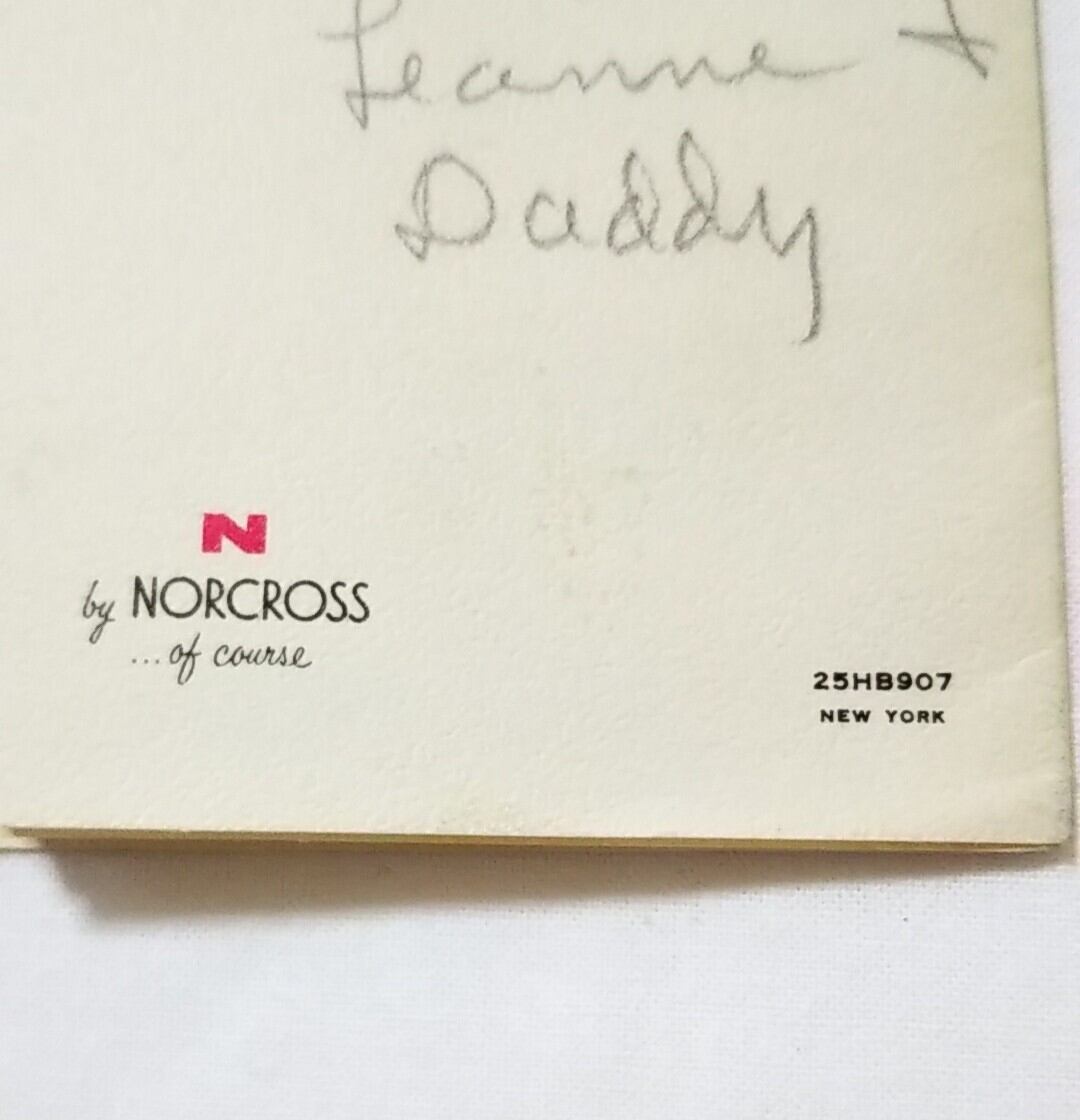 Leanne &
Daddy
N
by NORCROSS
...of course
25HB907
NEW YORK